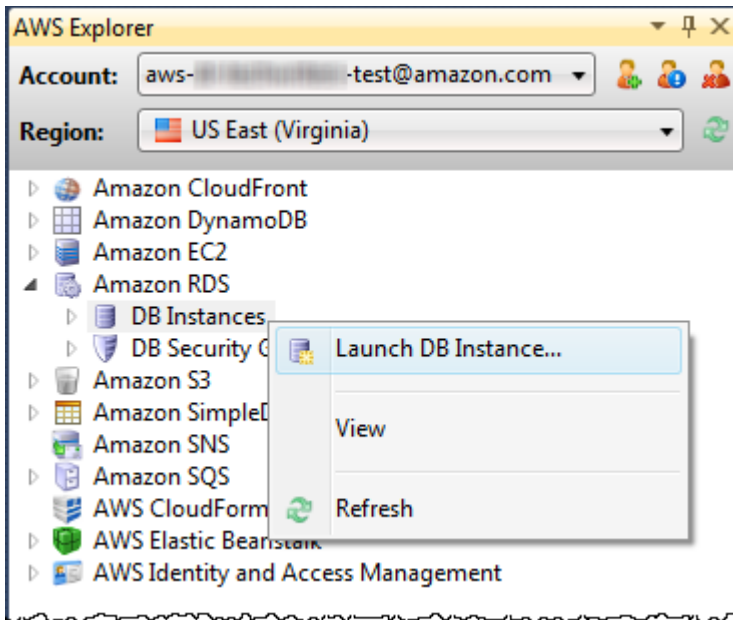 AWS Explorer
Account: aws- -test@amazon.com
Region: US East (Virginia)
Amazon CloudFront
Amazon DynamoDB
Amazon EC2
Amazon RDS
DB Instances
DB Security
Launch DB Instance...
Amazon S3
Amazon
View
Amazon SNS
Amazon SQS
AWS
Refresh
AWS Elastic Beanstalk
AWS Identity and Access Management